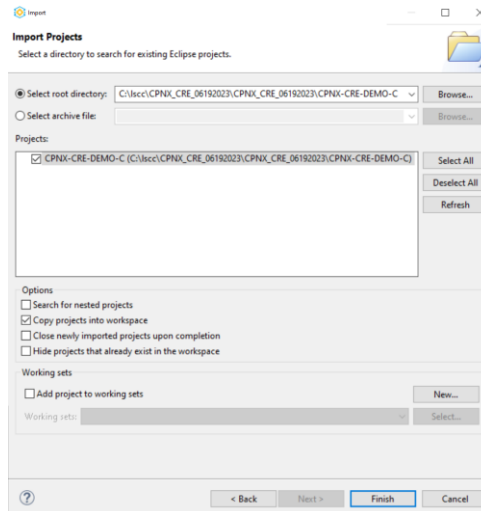 Import
Import Projects
Select a directory to search for existing Eclipse projects.
Select root directory: C:\lscc\CPNX_CRE_06192023\CPNX_CRE_06192023\CPNX-CRE-DEMO-C Browse...
Select archive file: Browse...
Projects:
CPNX-CRE-DEMO-C (C:\lscc\CPNX_CRE_06192023\CPNX_CRE_06192023\CPNX-CRE-DEMO-C)
Select All
Deselect All
Refresh
Options
Search for nested projects
Copy projects into workspace
Close newly imported projects upon completion
Hide projects that already exist in the workspace
Working sets
Add project to working sets New...
Working sets: Select...
? < Back Next > Finish Cancel